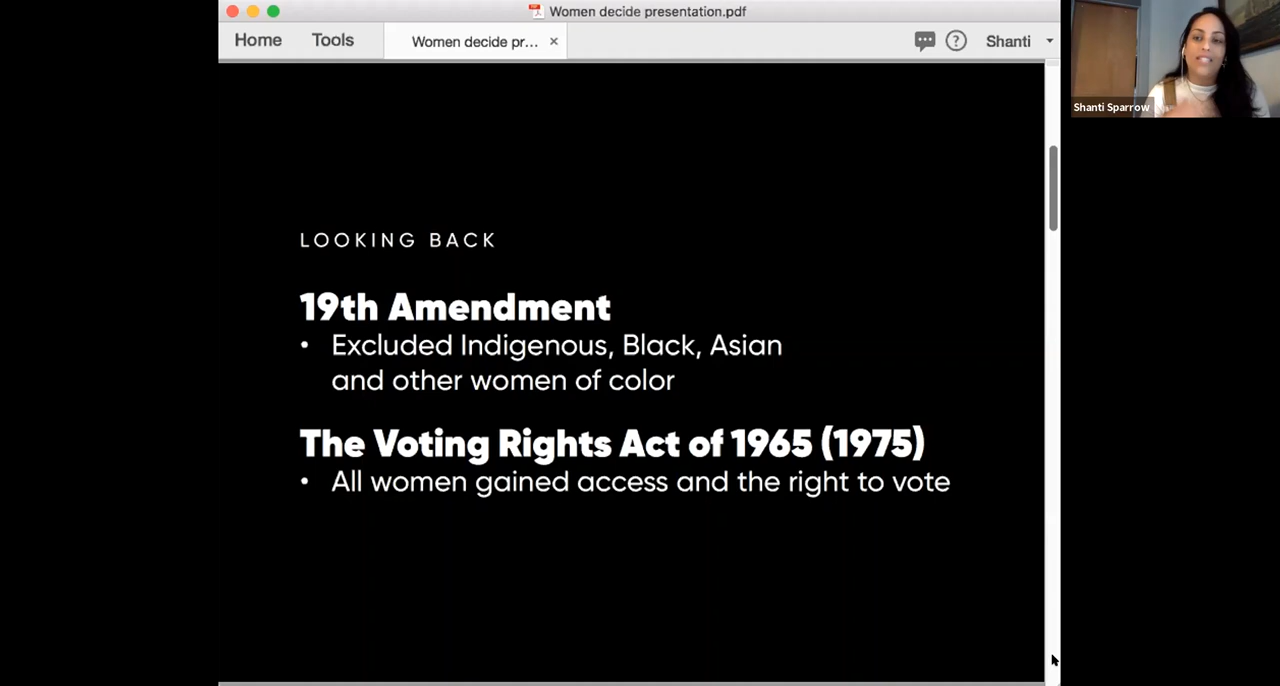 Women decide presentation.pdf
Home
Tools
Women decide pr...
Shanti
Shanti Sparrow
LOOKING BACK
19th Amendment
• Excluded Indigenous, Black, Asian
and other women of color
The Voting Rights Act of 1965 (1975)
• All women gained access and the right to vote